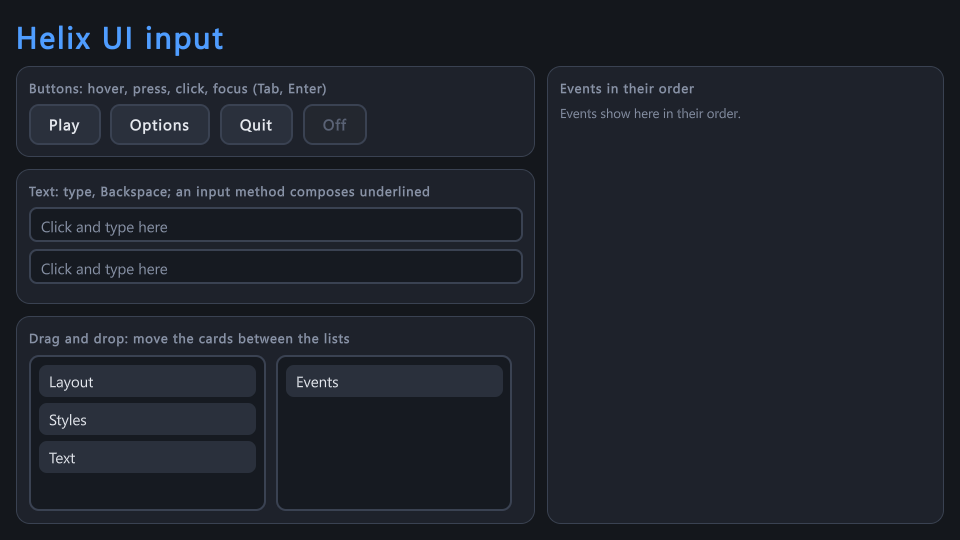 Helix UI input
Buttons: hover, press, click, focus (Tab, Enter)
Play
Options
Quit
Off
Text: type, Backspace; an input method composes underlined
Click and type here
Click and type here
Drag and drop: move the cards between the lists
Layout
Styles
Text
Events
Events in their order
Events show here in their order.